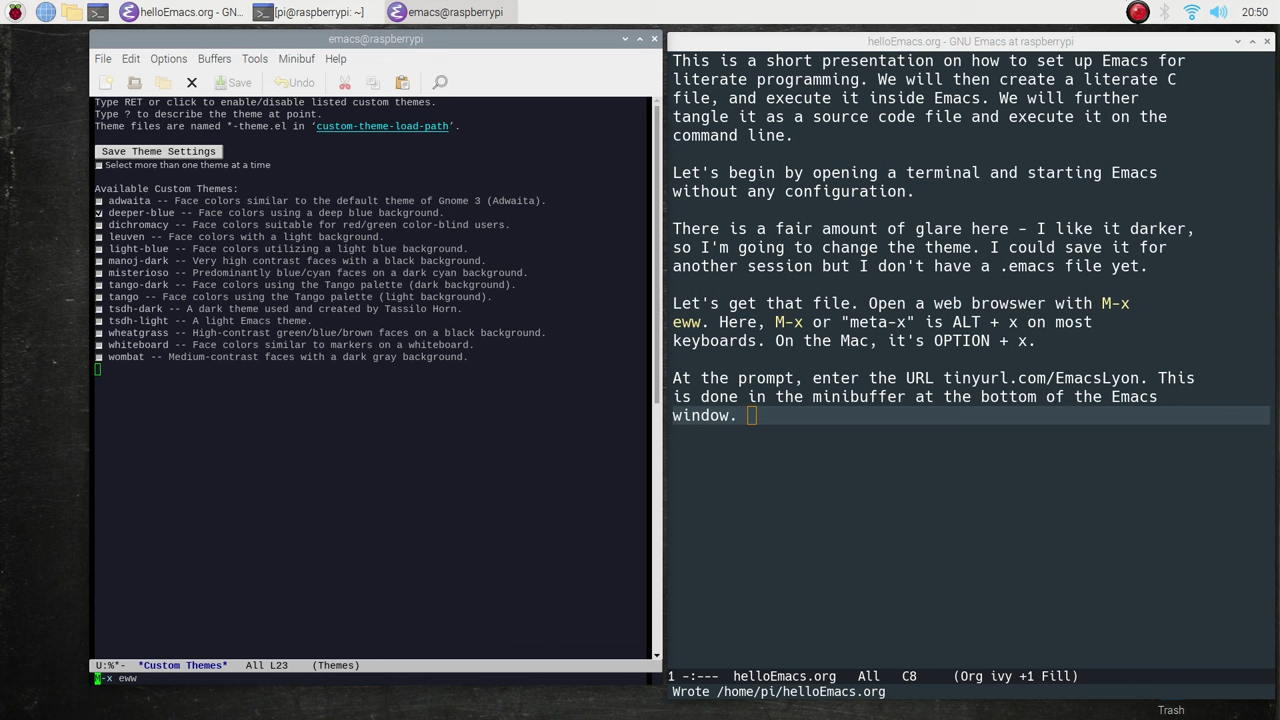 helloEmacs.org - GN...
[pi@raspberrypi: ~]
emacs@raspberrypi
20:50
emacs@raspberrypi
File Edit Options Buffers Tools Minibuf Help
Save
Undo
Type RET or click to enable/disable listed custom themes.
Type ? to describe the theme at point.
Theme files are named *-theme.el in ‘custom-theme-load-path’.
Save Theme Settings
Select more than one theme at a time
Available Custom Themes:
adwaita -- Face colors similar to the default theme of Gnome 3 (Adwaita).
deeper-blue -- Face colors using a deep blue background.
dichromacy -- Face colors suitable for red/green color-blind users.
leuven -- Face colors with a light background.
light-blue -- Face colors utilizing a light blue background.
manoj-dark -- Very high contrast faces with a black background.
misterioso -- Predominantly blue/cyan faces on a dark cyan background.
tango-dark -- Face colors using the Tango palette (dark background).
tango -- Face colors using the Tango palette (light background).
tsdh-dark -- A dark theme used and created by Tassilo Horn.
tsdh-light -- A light Emacs theme.
wheatgrass -- High-contrast green/blue/brown faces on a black background.
whiteboard -- Face colors similar to markers on a whiteboard.
wombat -- Medium-contrast faces with a dark gray background.
U:%*- *Custom Themes* All L23 (Themes)
M-x eww
helloEmacs.org - GNU Emacs at raspberrypi
This is a short presentation on how to set up Emacs for
literate programming. We will then create a literate C
file, and execute it inside Emacs. We will further
tangle it as a source code file and execute it on the
command line.
Let's begin by opening a terminal and starting Emacs
without any configuration.
There is a fair amount of glare here – I like it darker,
so I'm going to change the theme. I could save it for
another session but I don't have a .emacs file yet.
Let's get that file. Open a web browswer with M-x
eww. Here, M-x or "meta-x" is ALT + x on most
keyboards. On the Mac, it's OPTION + x.
At the prompt, enter the URL tinyurl.com/EmacsLyon. This
is done in the minibuffer at the bottom of the Emacs
window.
1 -:--- helloEmacs.org All C8 (Org ivy +1 Fill)
Wrote /home/pi/helloEmacs.org
Trash